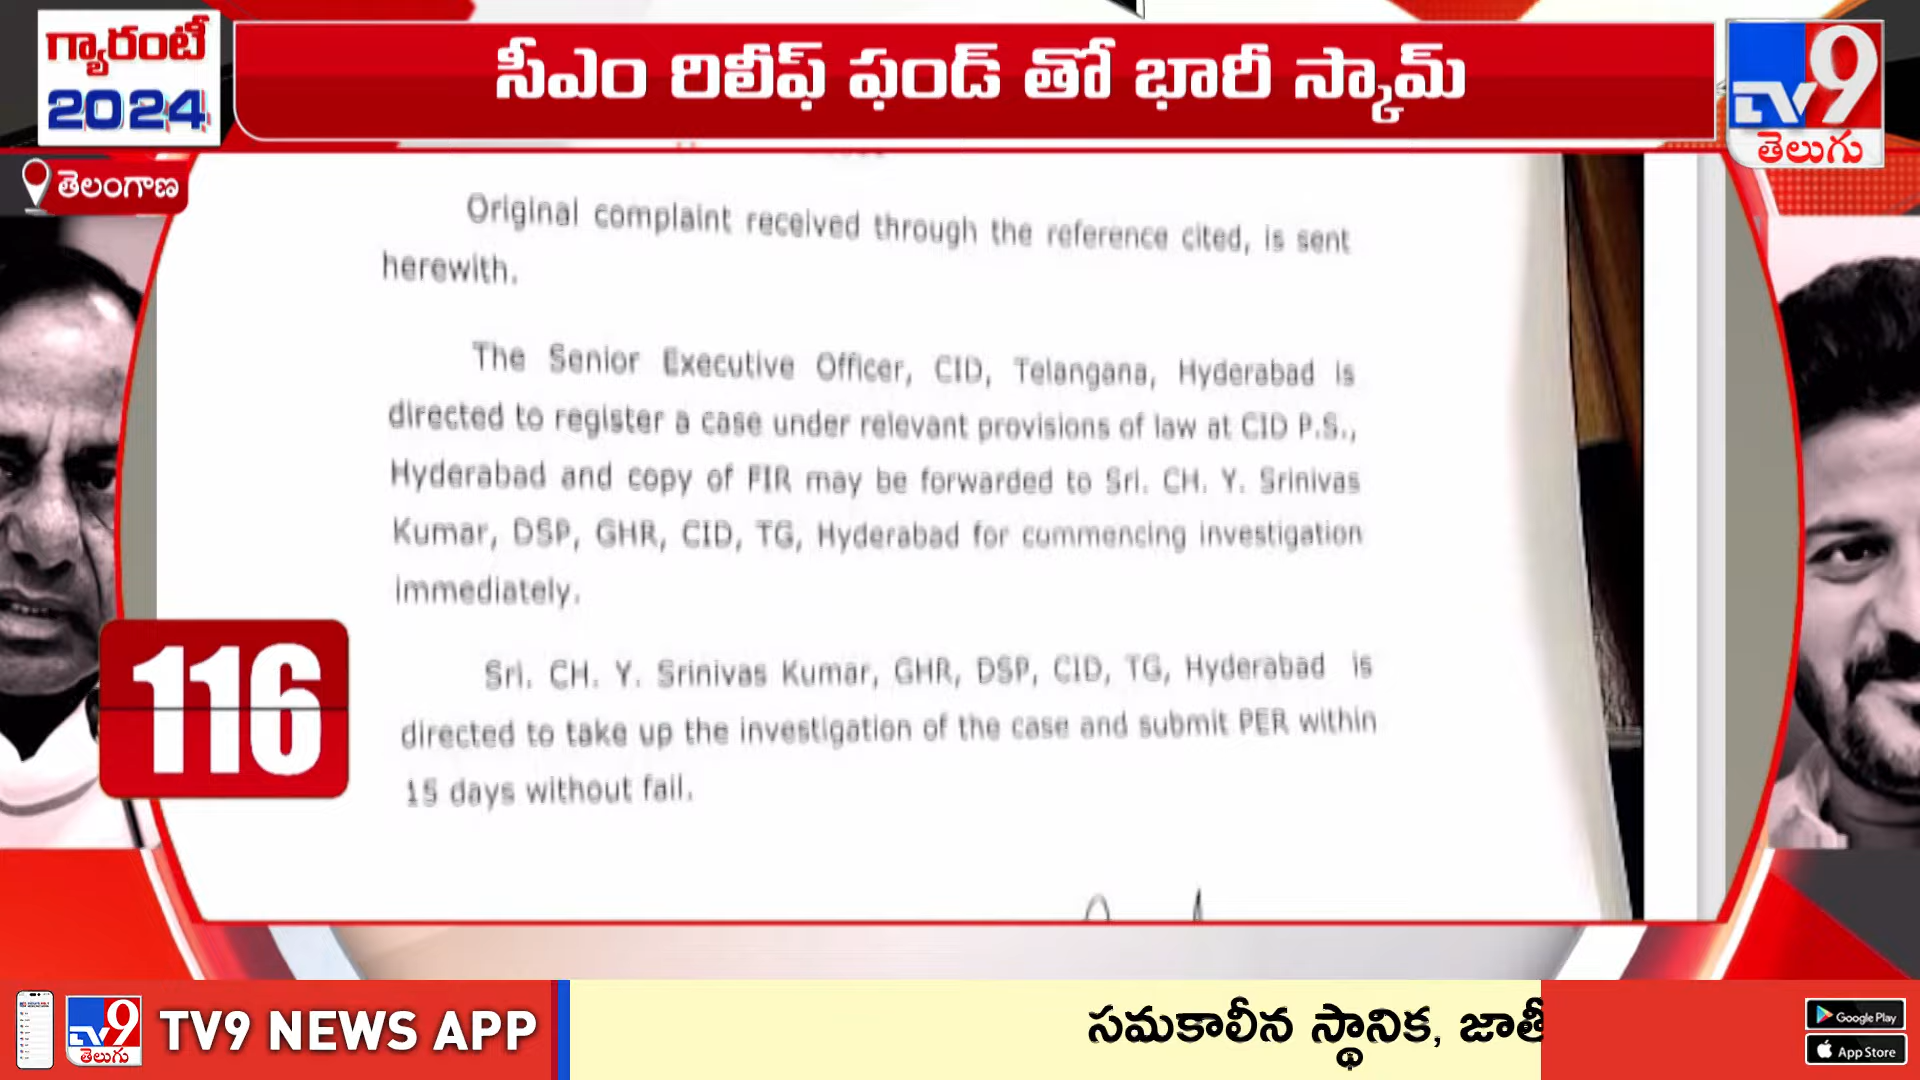 గ్యారంటీ
2024
సీఎం రిలీఫ్ ఫండ్ తో భారీ స్కామ్
TV9
తెలుగు
తెలంగాణ
Original complaint received through the reference cited, is sent
herewith.
The Senior Executive Officer, CID, Telangana, Hyderabad is
directed to register a case under relevant provisions of law at CID P.S.,
Hyderabad and copy of FIR may be forwarded to Sri. CH. Y. Srinivas
Kumar, DSP, GHR, CID, TG, Hyderabad for commencing investigation
immediately.
Sri. CH. Y. Srinivas Kumar, GHR, DSP, CID, TG, Hyderabad is
directed to take up the investigation of the case and submit PER within
15 days without fail.
116
TV9
తెలుగు
TV9 NEWS APP
సమకాలీన స్థానిక, జాతీ
Google Play
App Store